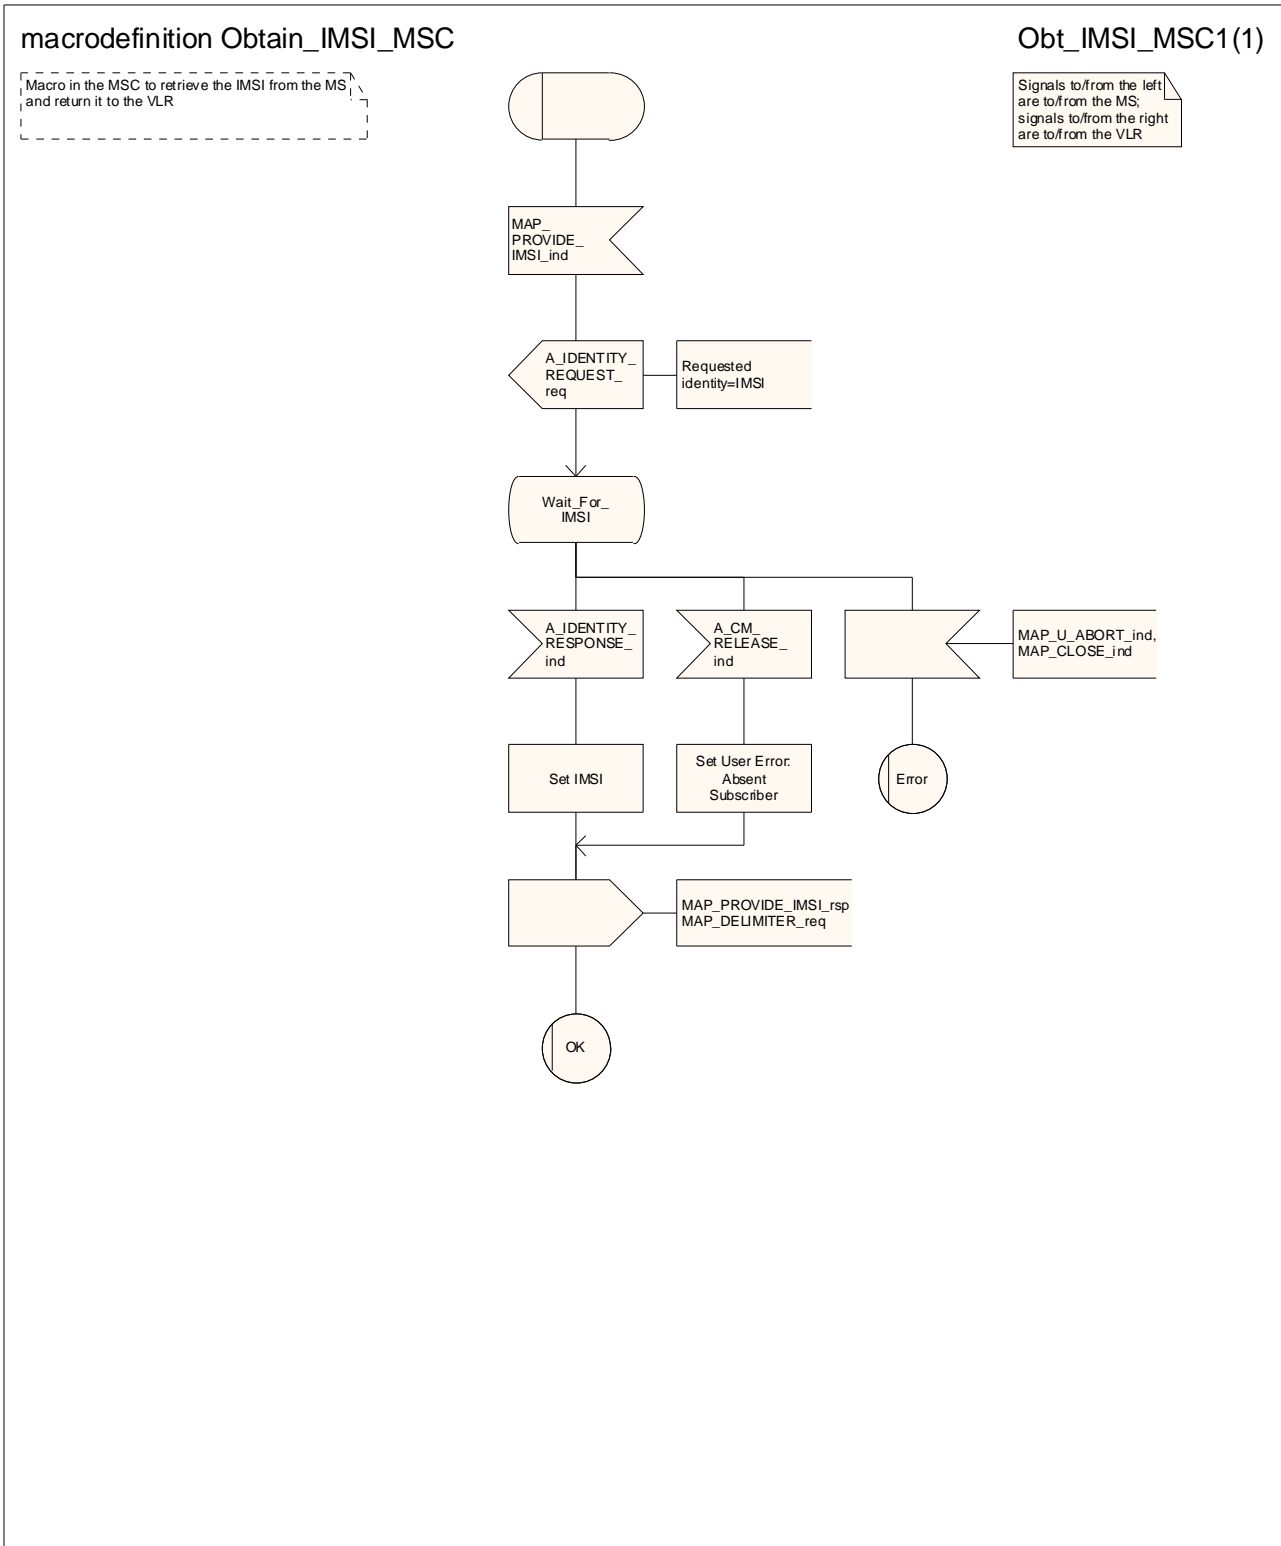 macrodefinition Obtain_IMSI_MSC
Obt_IMSI_MSC1(1)
Macro in the MSC to retrieve the IMSI from the MS
and return it to the VLR
Signals to/from the left
are to/from the MS;
signals to/from the right
are to/from the VLR
MAP_
PROVIDE_
IMSI_ind
A_IDENTITY_
REQUEST_
req
Requested
identity=IMSI
Wait_For_
IMSI
A_IDENTITY_
RESPONSE_
ind
A_CM_
RELEASE_
ind
MAP_U_ABORT_ind,
MAP_CLOSE_ind
Set IMSI
Set User Error:
Absent
Subscriber
Error
MAP_PROVIDE_IMSI_rsp
MAP_DELIMITER_req
OK